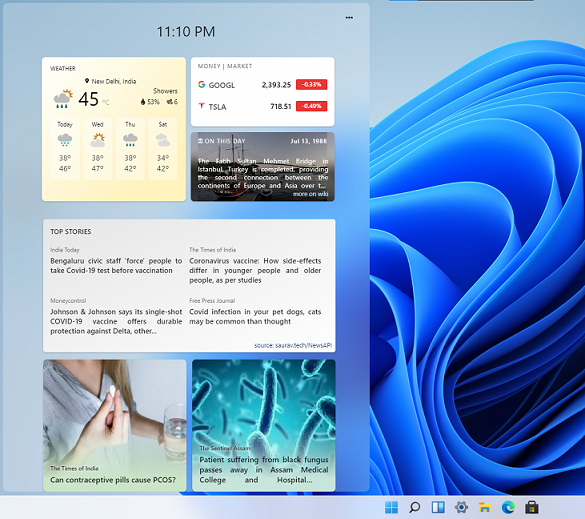 11:10 PM
WEATHER
New Delhi, India
45 °C
Showers
53% 6
Today Wed Thu Sat
38° 38° 38° 34°
46° 47° 42° 42°
MONEY | MARKET
GOOGL 2,393.25 -0.33%
TSLA 718.51 -0.49%
ON THIS DAY Jul 13, 1988
The Fatih Sultan Mehmet Bridge in
Istanbul, Turkey is completed, providing
the second connection between the
continents of Europe and Asia over t...
more on wiki
TOP STORIES
India Today
Bengaluru civic staff 'force' people to
take Covid-19 test before vaccination
The Times of India
Coronavirus vaccine: How side-effects
differ in younger people and older
people, as per studies
Moneycontrol
Johnson & Johnson says its single-shot
COVID-19 vaccine offers durable
protection against Delta, other...
Free Press Journal
Covid infection in your pet dogs, cats
may be common than thought
source: saurav.tech/NewsAPI
The Times of India
Can contraceptive pills cause PCOS?
The Sentinel Assam
Patient suffering from black fungus
passes away in Assam Medical
College and Hospital...